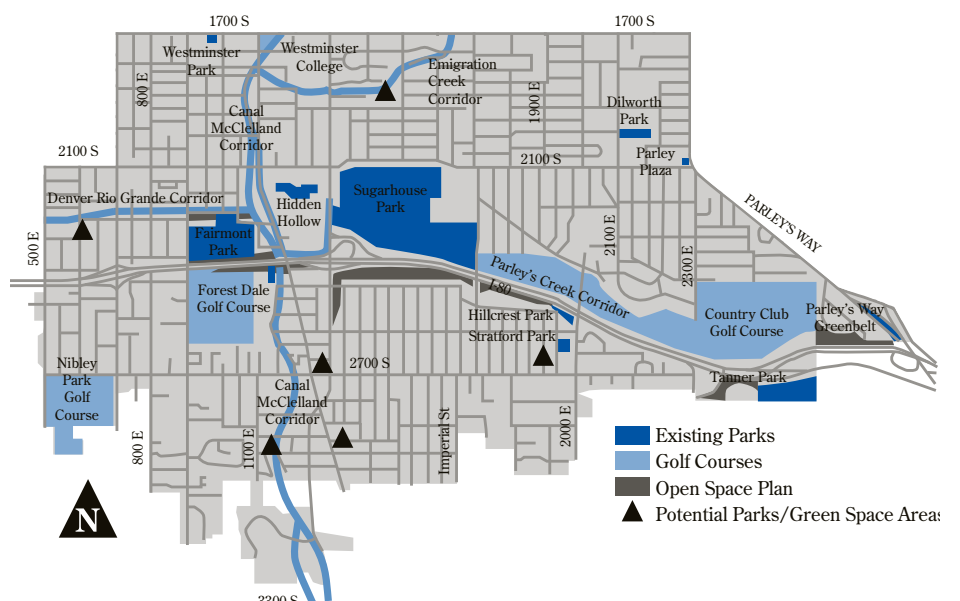 1700 S
1700 S
Westminster
Park
Westminster
College
Emigration
Creek
Corridor
800 E
1900 E
Dilworth
Park
Canal
McClelland
Corridor
2100 S
2100 S
Parley
Plaza
Denver Rio Grande Corridor
Hidden
Hollow
Sugarhouse
Park
PARLEY'S WAY
500 E
Fairmont
Park
2100 E
2300 E
Parley's Creek Corridor
I-80
Forest Dale
Golf Course
Hillcrest Park
Stratford Park
Country Club
Golf Course
Parley's Way
Greenbelt
Nibley
Park
Golf
Course
2700 S
Tanner Park
Canal
McClelland
Corridor
800 E
1100 E
Imperial St
2000 E
Existing Parks
Golf Courses
Open Space Plan
Potential Parks/Green Space Areas
N
3300 S